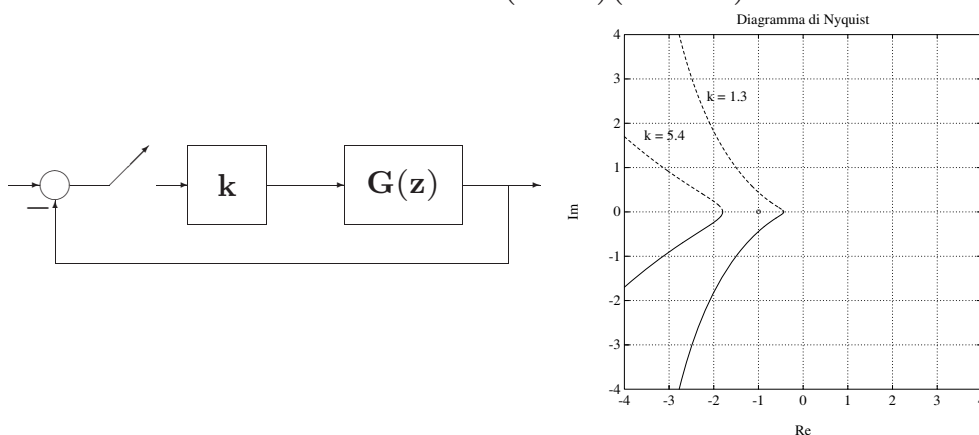 Diagramma di Nyquist
k
G(z)
k = 1.3
k = 5.4
Im
4
3
2
1
0
-1
-2
-3
-4
-4 -3 -2 -1 0 1 2 3
Re